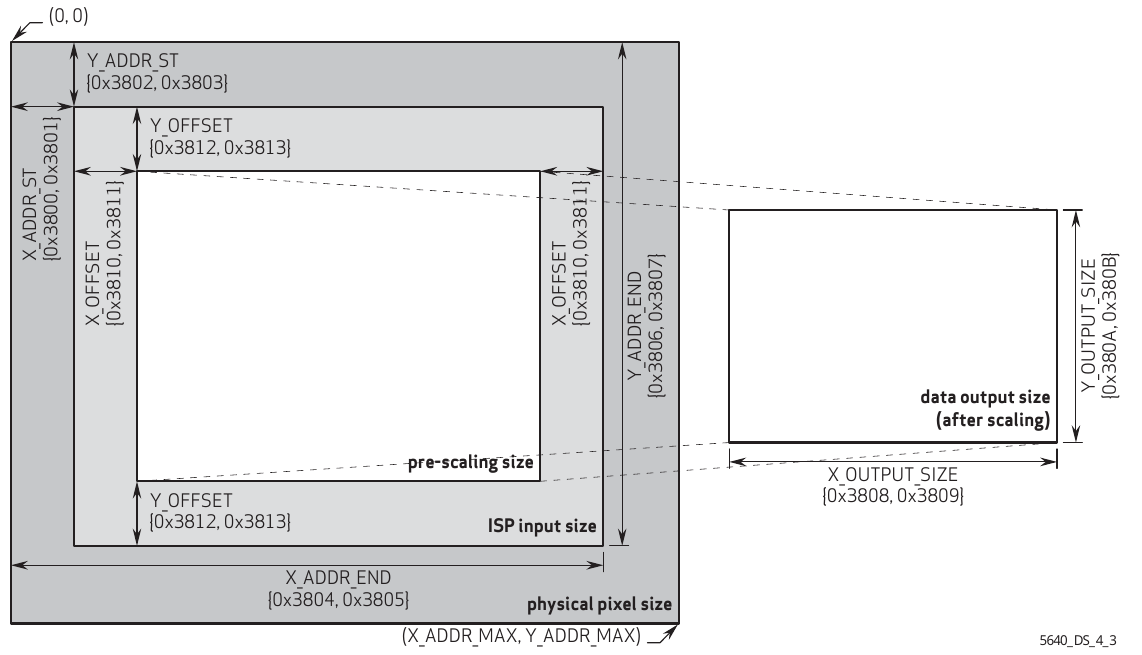 (0, 0)
Y_ADDR_ST
{0x3802, 0x3803}
X_ADDR_ST
{0x3800, 0x3801}
Y_OFFSET
{0x3812, 0x3813}
X_OFFSET
{0x3810, 0x3811}
X_OFFSET
{0x3810, 0x3811}
Y_ADDR_END
{0x3806, 0x3807}
pre-scaling size
Y_OFFSET
{0x3812, 0x3813}
ISP input size
X_ADDR_END
{0x3804, 0x3805}
physical pixel size
(X_ADDR_MAX, Y_ADDR_MAX)
data output size
(after scaling)
Y_OUTPUT_SIZE
{0x380A, 0x380B}
X_OUTPUT_SIZE
{0x3808, 0x3809}
5640_DS_4_3